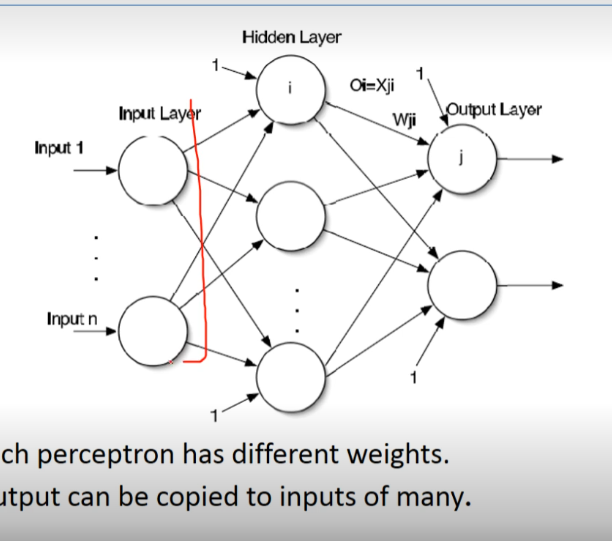 Hidden Layer
1
i
Oi=Xji
1
Input Layer
Wji
Output Layer
Input 1
j
Input n
1
1
ch perceptron has different weights.
utput can be copied to inputs of many.